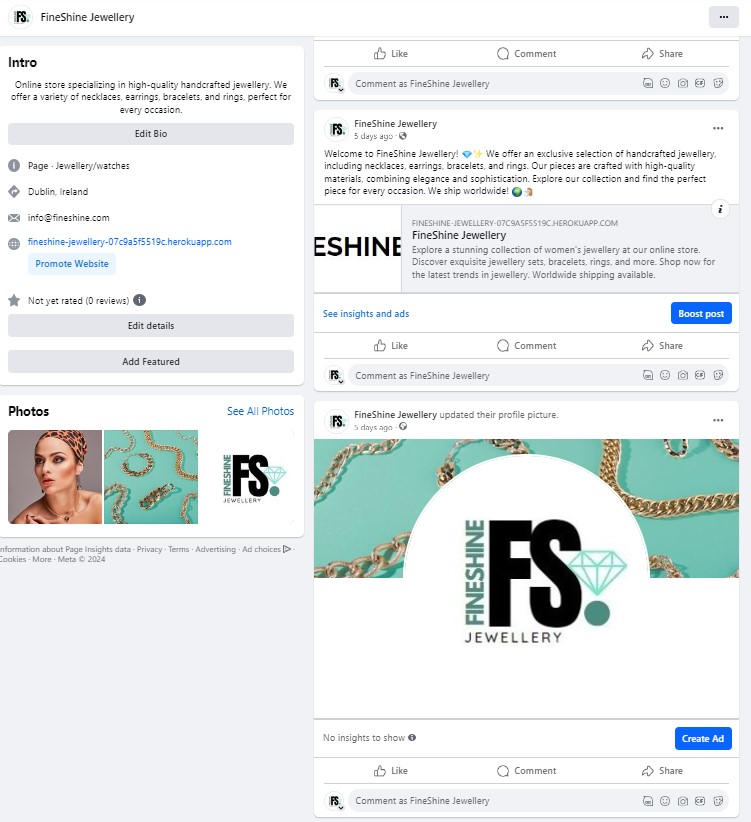 FS.
FineShine Jewellery
Intro
Online store specializing in high-quality handcrafted jewellery. We
offer a variety of necklaces, earrings, bracelets, and rings, perfect for
every occasion.
Edit Bio
Page · Jewellery/watches
Dublin, Ireland
info@fineshine.com
fineshine-jewellery-07c9a5f5519c.herokuapp.com
Promote Website
Not yet rated (0 reviews)
Edit details
Add Featured
Photos
See All Photos
FINESHINE
FS.
JEWELLERY
nformation about Page Insights data · Privacy · Terms · Advertising · Ad choices ·
Cookies · More · Meta © 2024
Like Comment Share
FS.
Comment as FineShine Jewellery
GIF
FS.
FineShine Jewellery
5 days ago ·
Welcome to FineShine Jewellery! 💎✨ We offer an exclusive selection of handcrafted jewellery,
including necklaces, earrings, bracelets, and rings. Our pieces are crafted with high-quality
materials, combining elegance and sophistication. Explore our collection and find the perfect
piece for every occasion. We ship worldwide!
ESHINE
FINESHINE-JEWELLERY-07C9A5F5519C.HEROKUAPP.COM
FineShine Jewellery
Explore a stunning collection of women's jewellery at our online store.
Discover exquisite jewellery sets, bracelets, rings, and more. Shop now for
the latest trends in jewellery. Worldwide shipping available.
See insights and ads
Boost post
Like Comment Share
FS.
Comment as FineShine Jewellery
GIF
FS.
FineShine Jewellery updated their profile picture.
5 days ago ·
FINESHINE
FS.
JEWELLERY
No insights to show
Create Ad
Like Comment Share
FS.
Comment as FineShine Jewellery
GIF